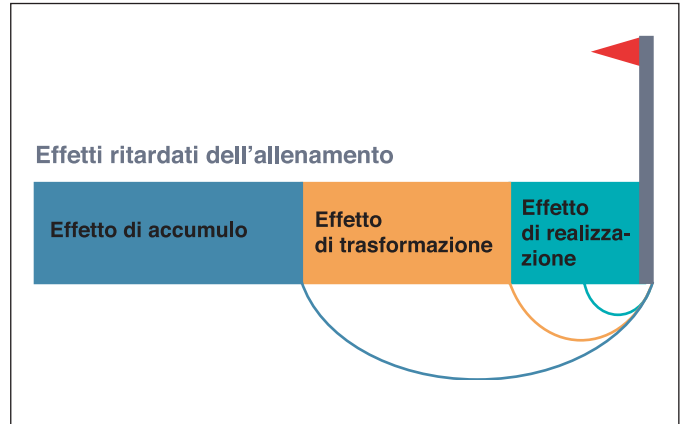 Effetti ritardati dell'allenamento
Effetto di accumulo
Effetto
di trasformazione
Effetto
di realizza-
zione